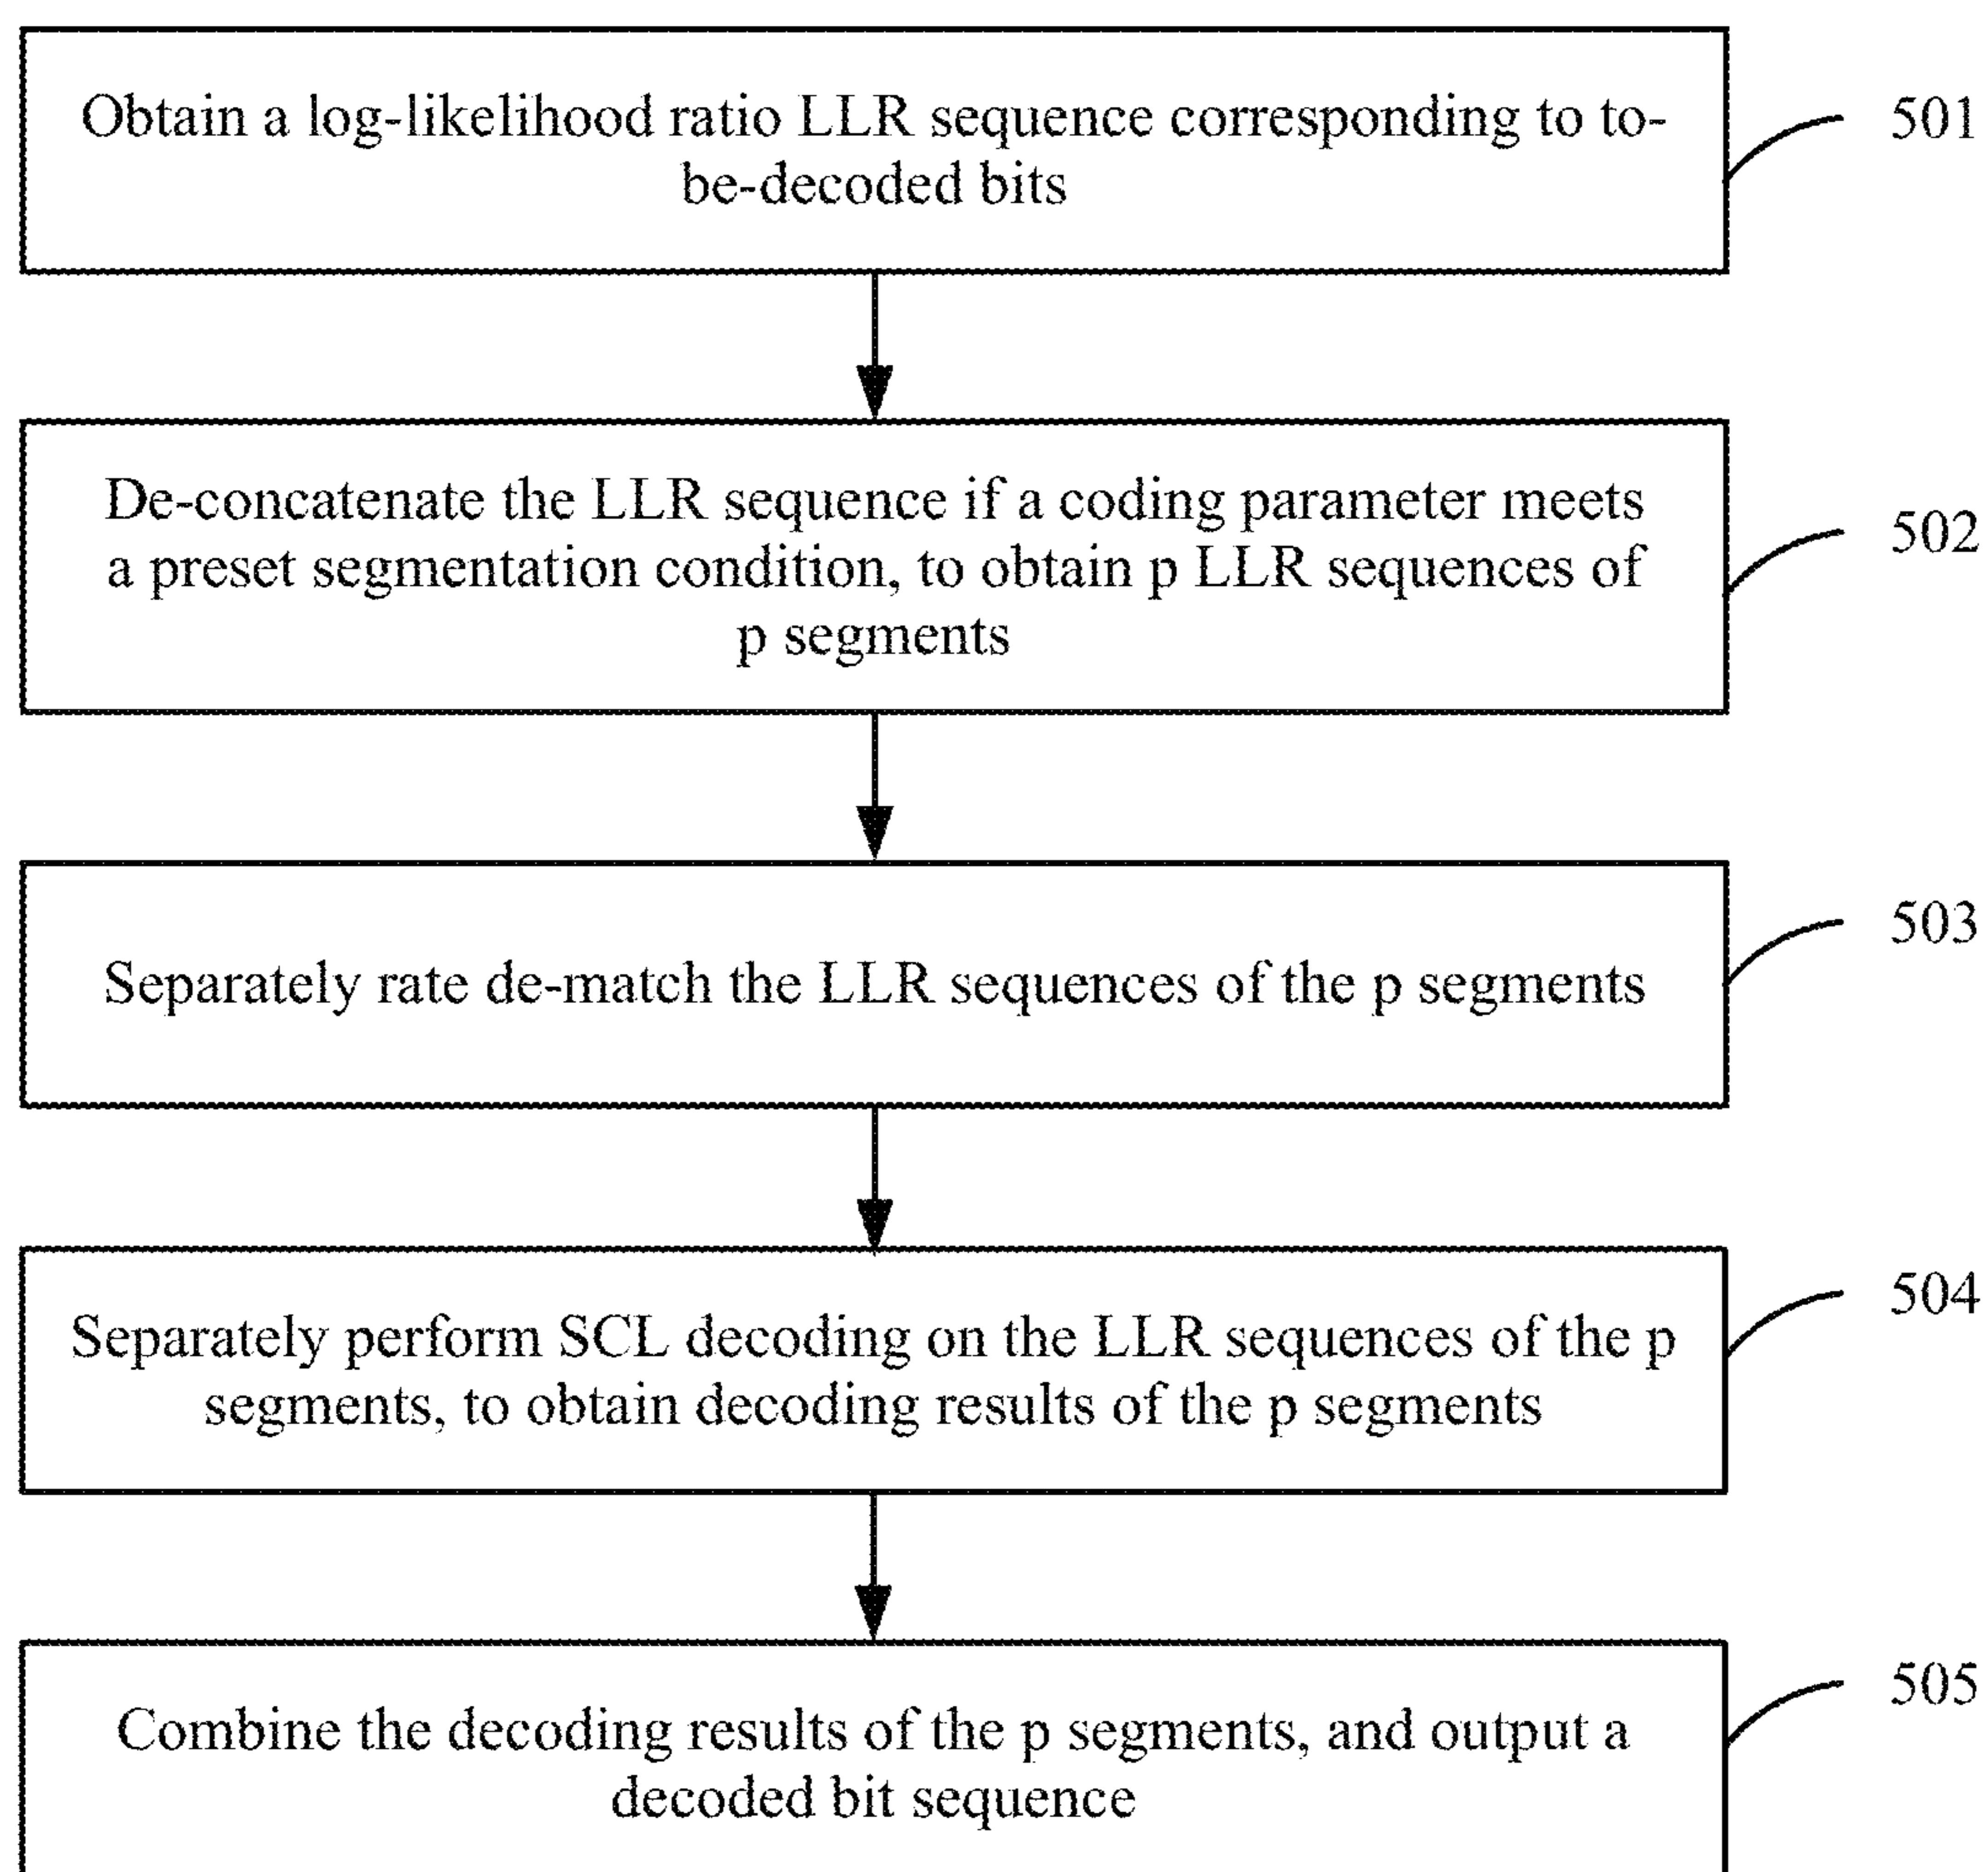 Obtain a log-likelihood ratio LLR sequence corresponding to to-
be-decoded bits
501
De-concatenate the LLR sequence if a coding parameter meets
a preset segmentation condition, to obtain p LLR sequences of
p segments
502
Separately rate de-match the LLR sequences of the p segments
503
Separately perform SCL decoding on the LLR sequences of the p
segments, to obtain decoding results of the p segments
504
Combine the decoding results of the p segments, and output a
decoded bit sequence
505